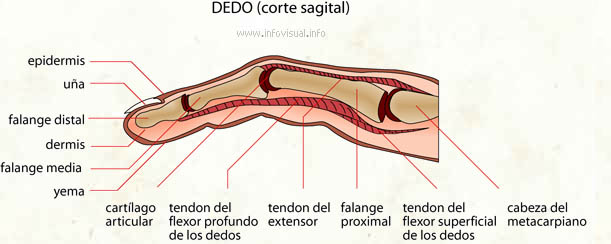 DEDO (corte sagital)
www.infovisual.info
epidermis
uña
falange distal
dermis
falange media
yema
cartílago
articular
tendon del
flexor profundo
de los dedos
tendon del
extensor
falange
proximal
tendon del
flexor superficial
de los dedos
cabeza del
metacarpiano